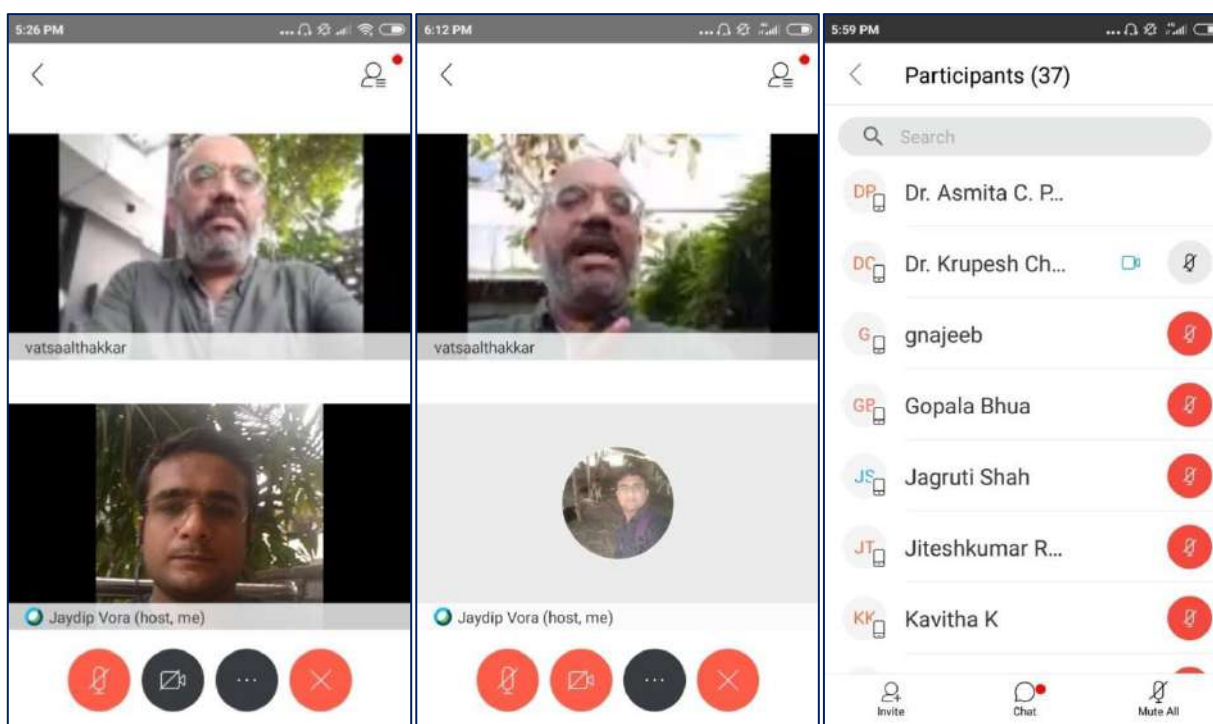 5:26 PM
vatsaalthakkar
Jaydip Vora (host, me)
6:12 PM
vatsaalthakkar
Jaydip Vora (host, me)
5:59 PM
Participants (37)
Search
DP Dr. Asmita C. P...
DC Dr. Krupesh Ch...
G gnajeeb
GB Gopala Bhua
JS Jagruti Shah
JT Jiteshkumar R...
KK Kavitha K
Invite Chat Mute All